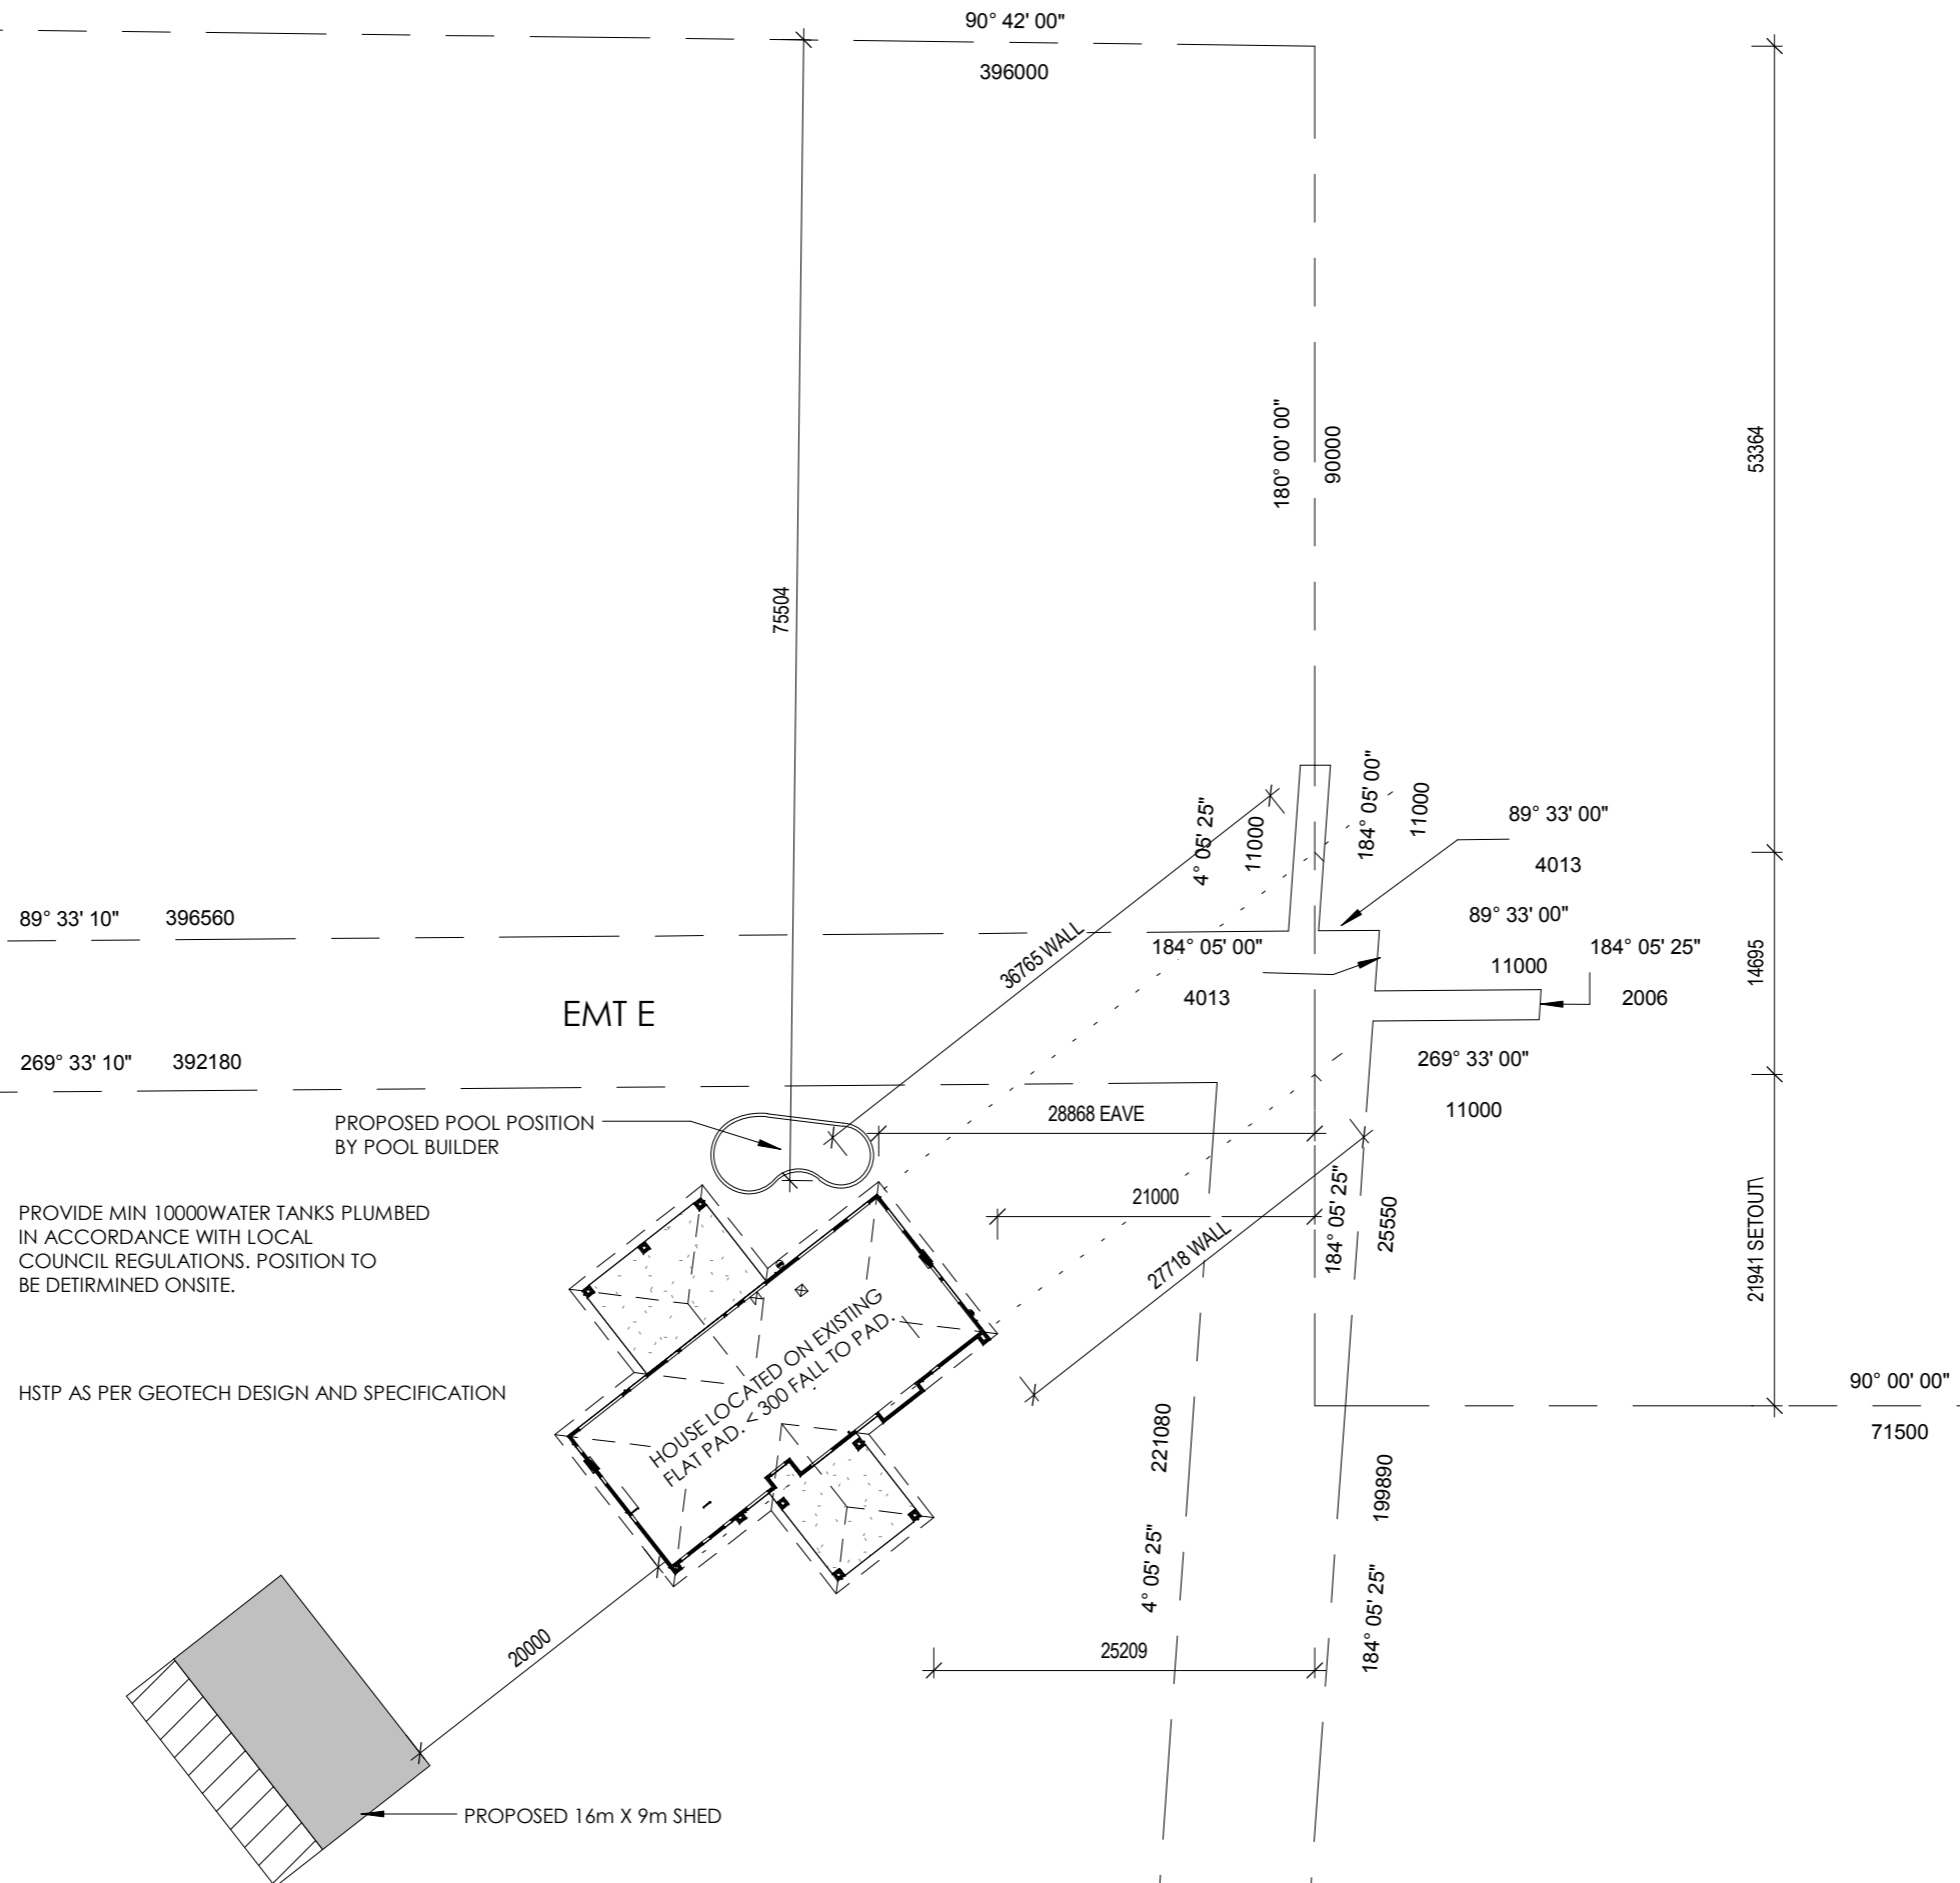 90° 42' 00"
396000
53364
180° 00' 00"
90000
75504
184° 05' 00"
11000
4° 05' 25"
11000
89° 33' 00"
4013
89° 33' 00"
11000
184° 05' 25"
2006
89° 33' 10" 396560
36765 WALL
184° 05' 00"
4013
14695
EMT E
269° 33' 10" 392180
269° 33' 00"
11000
28868 EAVE
PROPOSED POOL POSITION
BY POOL BUILDER
21000
184° 05' 25"
25550
27718 WALL
21941 SETOUT\
PROVIDE MIN 10000WATER TANKS PLUMBED
IN ACCORDANCE WITH LOCAL
COUNCIL REGULATIONS. POSITION TO
BE DETIRMINED ONSITE.
HSTP AS PER GEOTECH DESIGN AND SPECIFICATION
HOUSE LOCATED ON EXISTING
FLAT PAD. < 300 FALL TO PAD.
90° 00' 00"
71500
221080
4° 05' 25"
199890
184° 05' 25"
20000
25209
PROPOSED 16m X 9m SHED